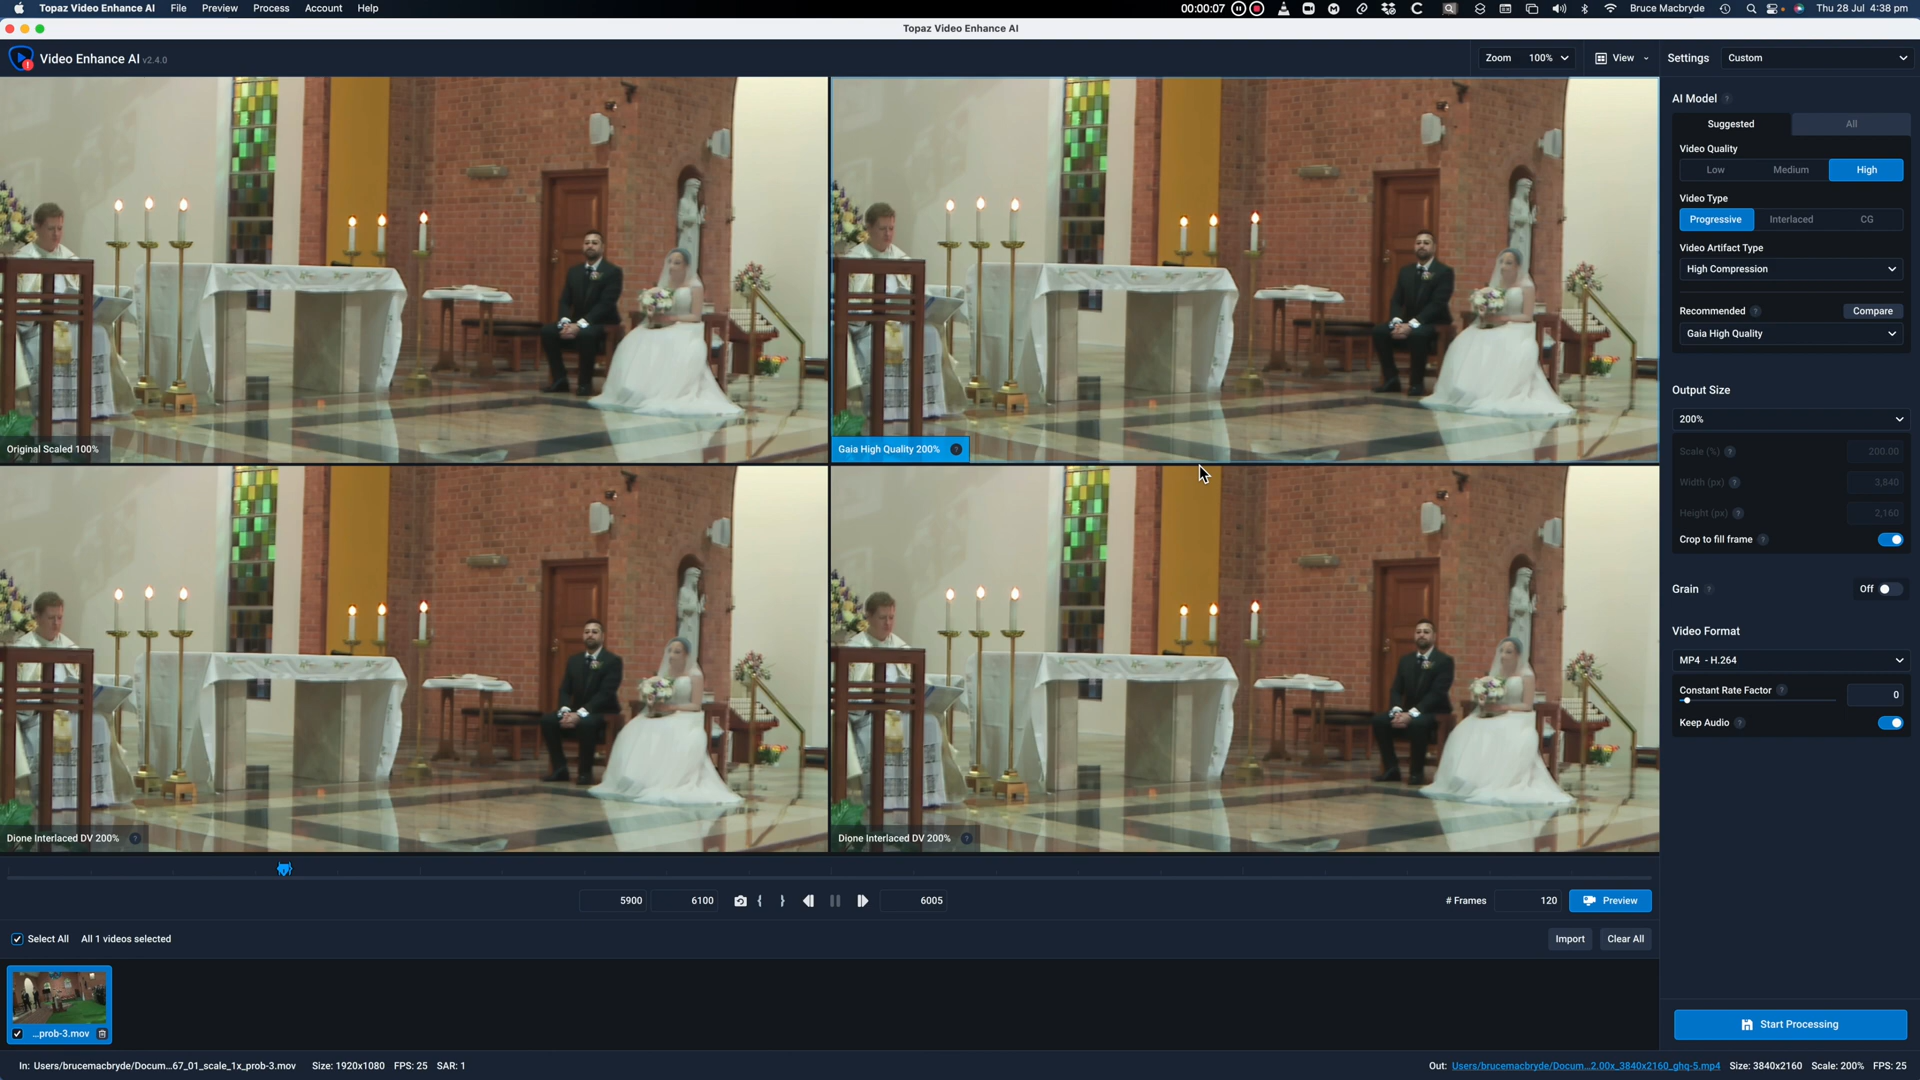 Topaz Video Enhance AI File Preview Process Account Help 00:00:07 Bruce Macbryde Thu 28 Jul 4:38 pm
Topaz Video Enhance AI
Video Enhance AI v2.4.0 Zoom 100% View Settings Custom
AI Model ?
Suggested All
Video Quality
Low Medium High
Video Type
Progressive Interlaced CG
Video Artifact Type
High Compression
Recommended ? Compare
Gaia High Quality
Output Size
200%
Scale (%) ? 200.00
Width (px) ? 3,840
Height (px) ? 2,160
Crop to fill frame ?
Grain ? Off
Video Format
MP4 - H.264
Constant Rate Factor ? 0
Keep Audio ?
Original Scaled 100%
Gaia High Quality 200% ?
Dione Interlaced DV 200% ?
Dione Interlaced DV 200% ?
5900 6100 { } 6005 # Frames 120 Preview
Select All All 1 videos selected Import Clear All
...prob-3.mov
Start Processing
In: Users/brucemacbryde/Docum...67_01_scale_1x_prob-3.mov Size: 1920x1080 FPS: 25 SAR: 1 Out: Users/brucemacbryde/Docum...2.00x_3840x2160_ghq-5.mp4 Size: 3840x2160 Scale: 200% FPS: 25